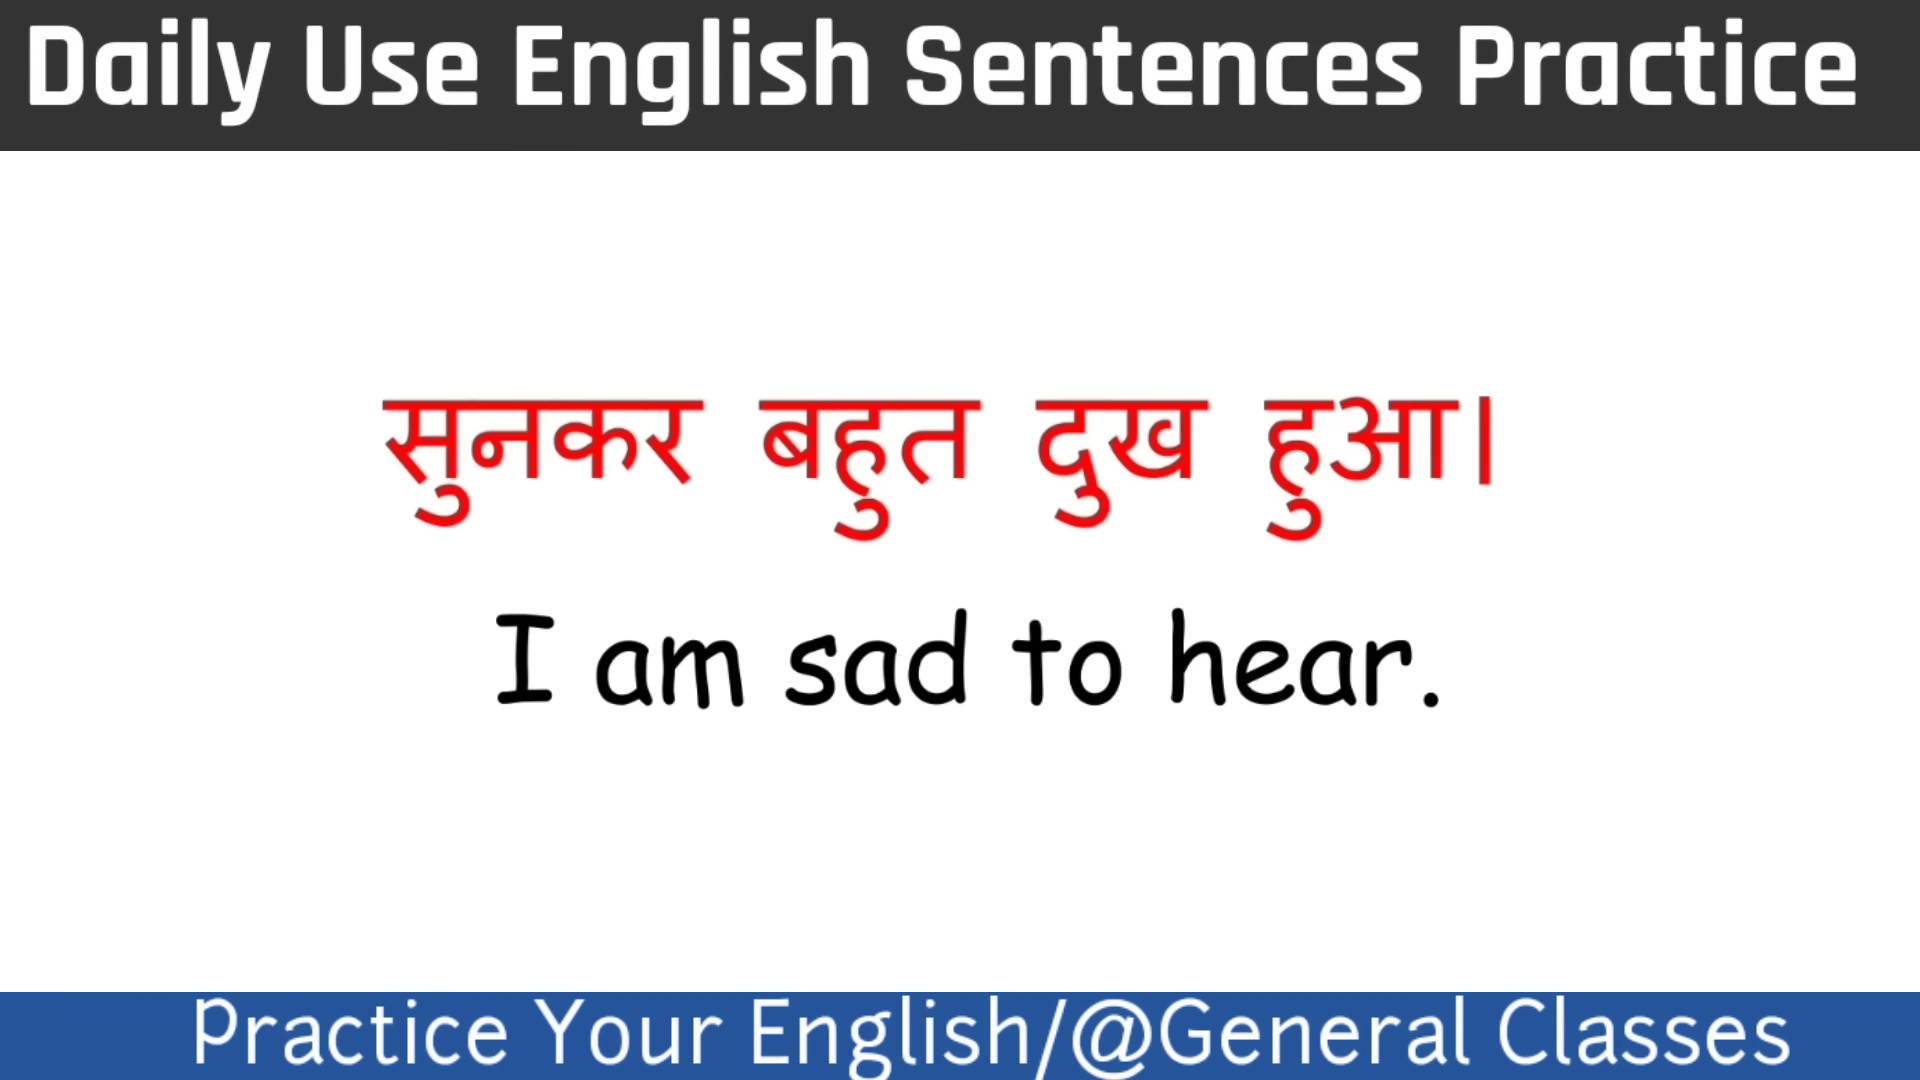 Daily Use English Sentences Practice
सुनकर बहुत दुख हुआ।
I am sad to hear.
Practice Your English/@General Classes